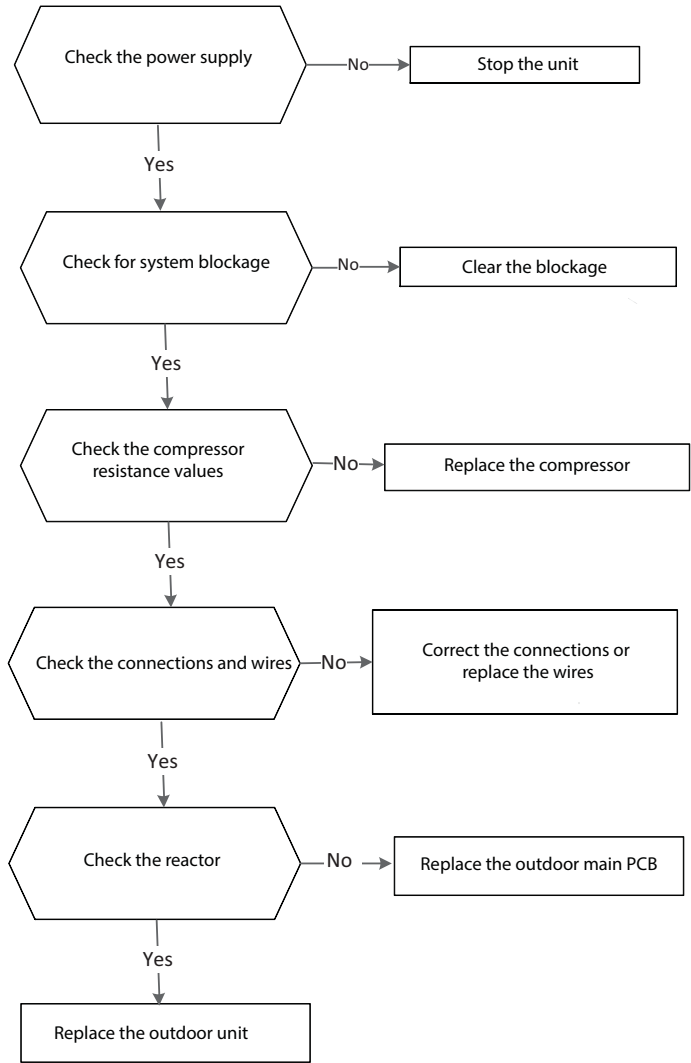 Check the power supply
No
Stop the unit
Yes
Check for system blockage
No
Clear the blockage
Yes
Check the compressor
resistance values
No
Replace the compressor
Yes
Check the connections and wires
No
Correct the connections or
replace the wires
Yes
Check the reactor
No
Replace the outdoor main PCB
Yes
Replace the outdoor unit